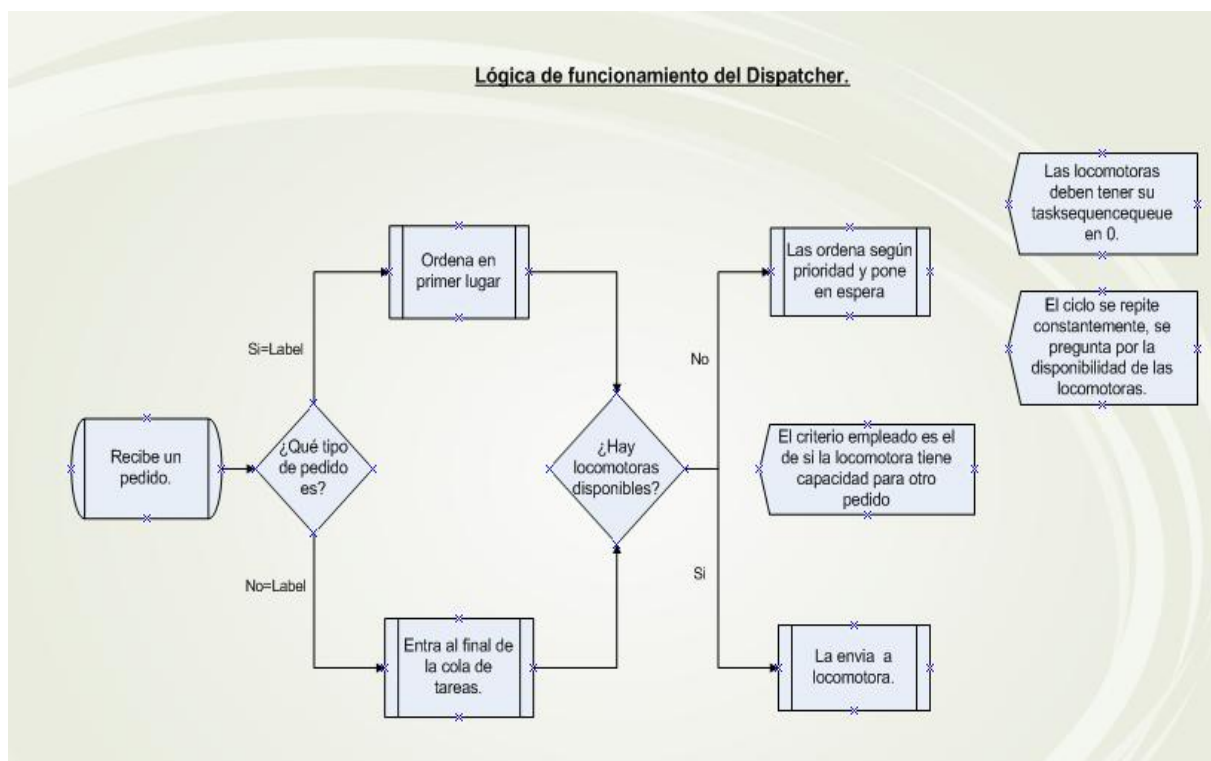 Lógica de funcionamiento del Dispatcher.
Las locomotoras
deben tener su
tasksequencequeue
en 0.
Ordena en
primer lugar
Las ordena según
prioridad y pone
en espera
El ciclo se repite
constantemente, se
pregunta por la
disponibilidad de las
locomotoras.
Si=Label
No
Recibe un
pedido.
¿Qué tipo
de pedido
es?
¿Hay
locomotoras
disponibles?
El criterio empleado es el
de si la locomotora tiene
capacidad para otro
pedido
No=Label
Si
Entra al final de
la cola de
tareas.
La envia a
locomotora.